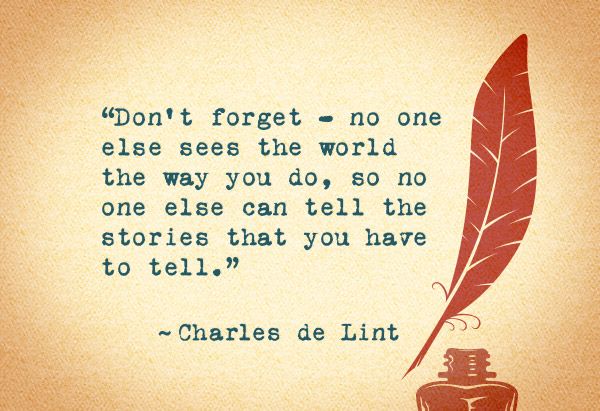 “Don't forget - no one
else sees the world
the way you do, so no
one else can tell the
stories that you have
to tell.”
~Charles de Lint